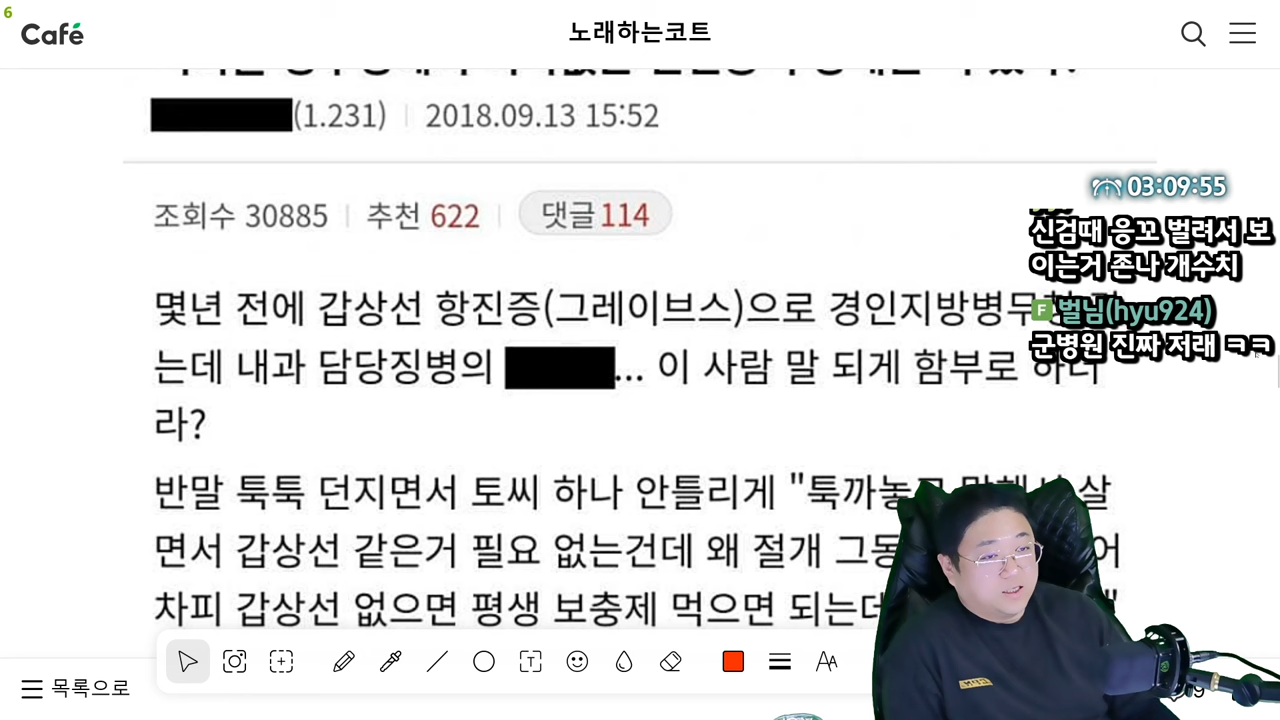 6
Café
노래하는코트
(1.231) 2018.09.13 15:52
조회수 30885 추천 622 댓글 114
03:09:55
신검때 응꼬 벌려서 보
이는거 존나 개수치
F 벌님(hyu924)
군병원 진짜 저래 ㅋㅋ
몇년 전에 갑상선 항진증(그레이브스)으로 경인지방병무
는데 내과 담당징병의 ... 이 사람 말 되게 함부로 하더
라?
반말 툭툭 던지면서 토씨 하나 안틀리게 "툭까놓고 말해서 살
면서 갑상선 같은거 필요 없는건데 왜 절개 어
차피 갑상선 없으면 평생 보충제 먹으면 되는데 "
목록으로